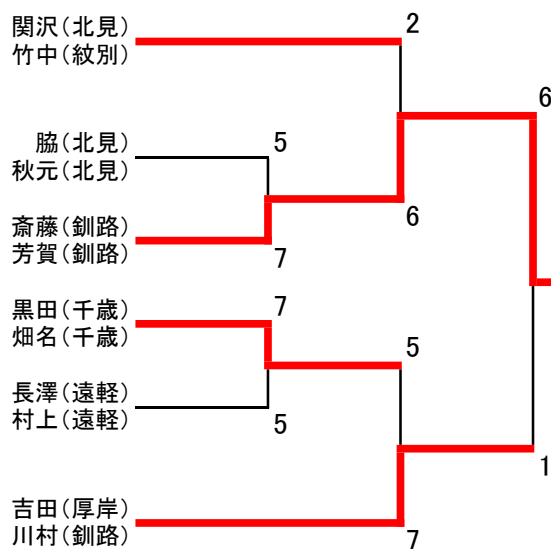 関沢(北見)
竹中(紋別)
2
6
脇(北見)
秋元(北見)
5
斎藤(釧路)
芳賀(釧路)
7
6
黒田(千歳)
畑名(千歳)
7
5
長澤(遠軽)
村上(遠軽)
5
1
吉田(厚岸)
川村(釧路)
7